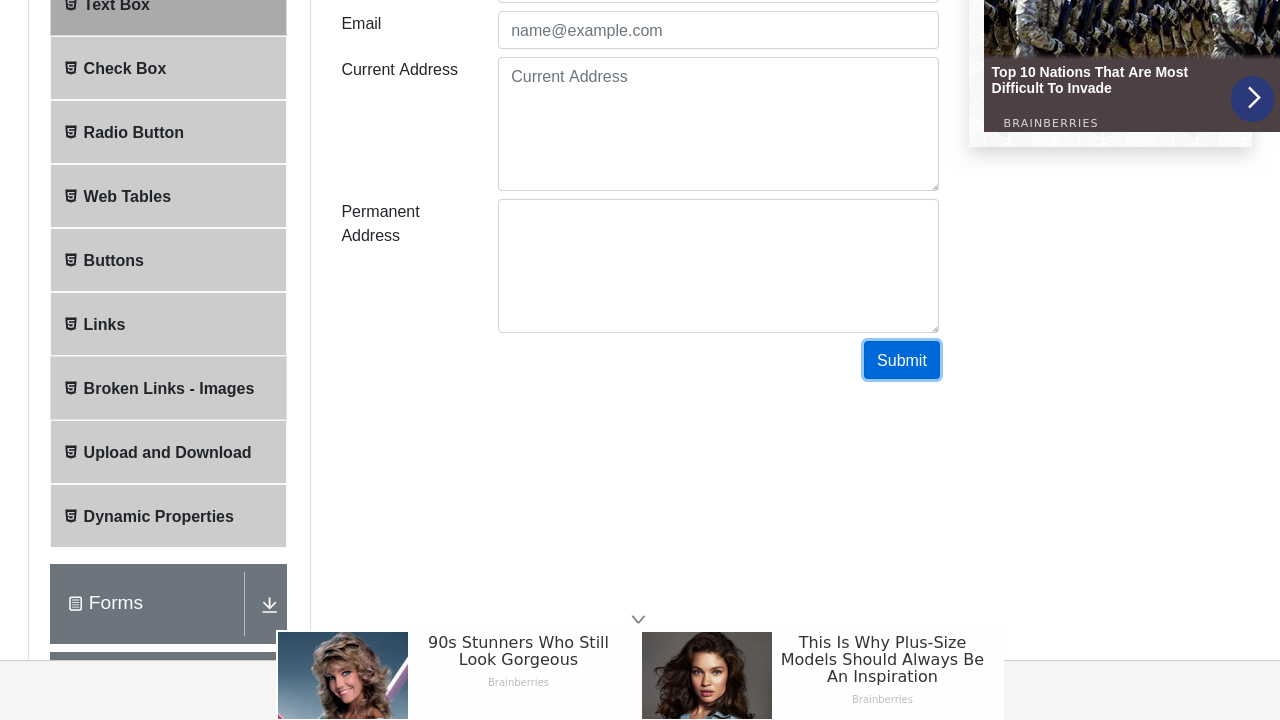 Text Box
Check Box
Radio Button
Web Tables
Buttons
Links
Broken Links - Images
Upload and Download
Dynamic Properties
Forms
Email
name@example.com
Current Address
Current Address
Permanent
Address
Submit
Top 10 Nations That Are Most
Difficult To Invade
BRAINBERRIES
90s Stunners Who Still
Look Gorgeous
Brainberries
This Is Why Plus-Size
Models Should Always Be
An Inspiration
Brainberries